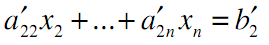 a′₂₂x₂ + ... + a′₂ₙxₙ = b′₂